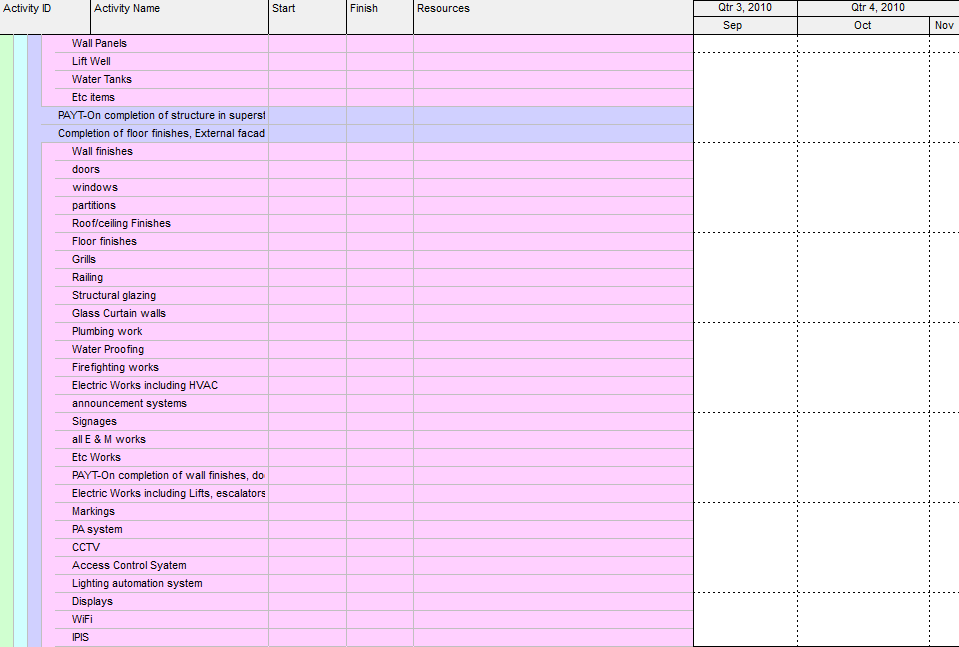 Activity ID Activity Name Start Finish Resources Qtr 3, 2010 Qtr 4, 2010
Sep Oct Nov
Wall Panels
Lift Well
Water Tanks
Etc items
PAYT-On completion of structure in superst
Completion of floor finishes, External facad
Wall finishes
doors
windows
partitions
Roof/ceiling Finishes
Floor finishes
Grills
Railing
Structural glazing
Glass Curtain walls
Plumbing work
Water Proofing
Firefighting works
Electric Works including HVAC
announcement systems
Signages
all E & M works
Etc Works
PAYT-On completion of wall finishes, do
Electric Works including Lifts, escalators
Markings
PA system
CCTV
Access Control Syatem
Lighting automation system
Displays
WiFi
IPIS